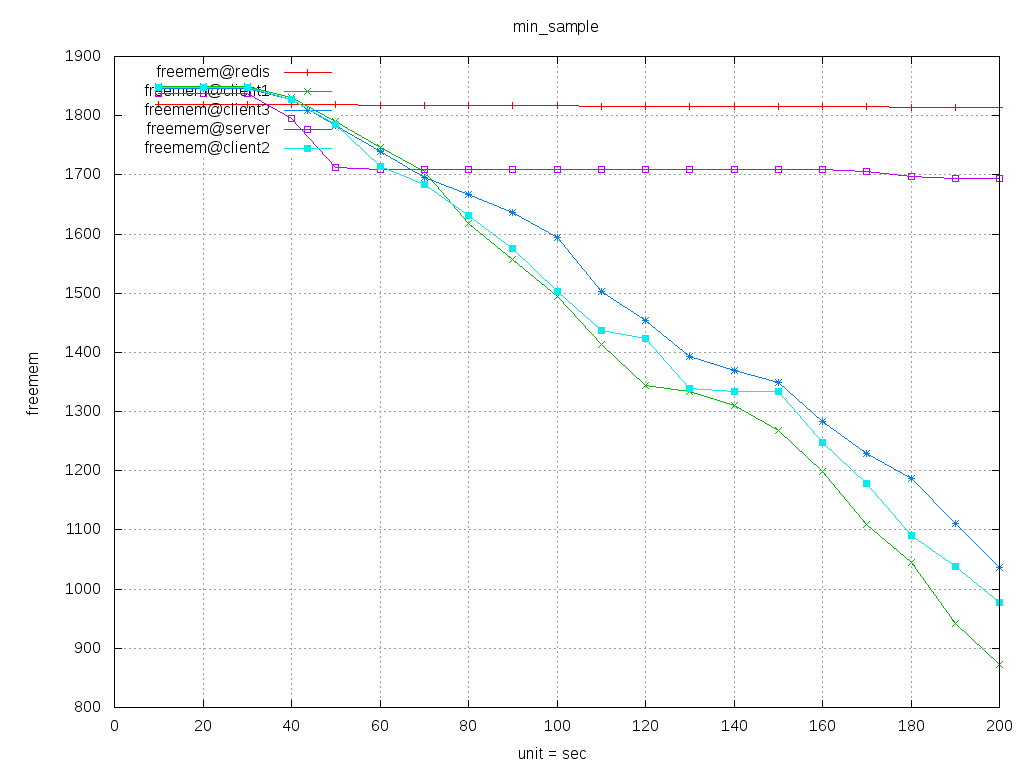 min_sample
1900
1800
1700
1600
1500
1400
1300
1200
1100
1000
900
800
freemem
freemem@redis
freemem@client1
freemem@client3
freemem@server
freemem@client2
0 20 40 60 80 100 120 140 160 180 200
unit = sec